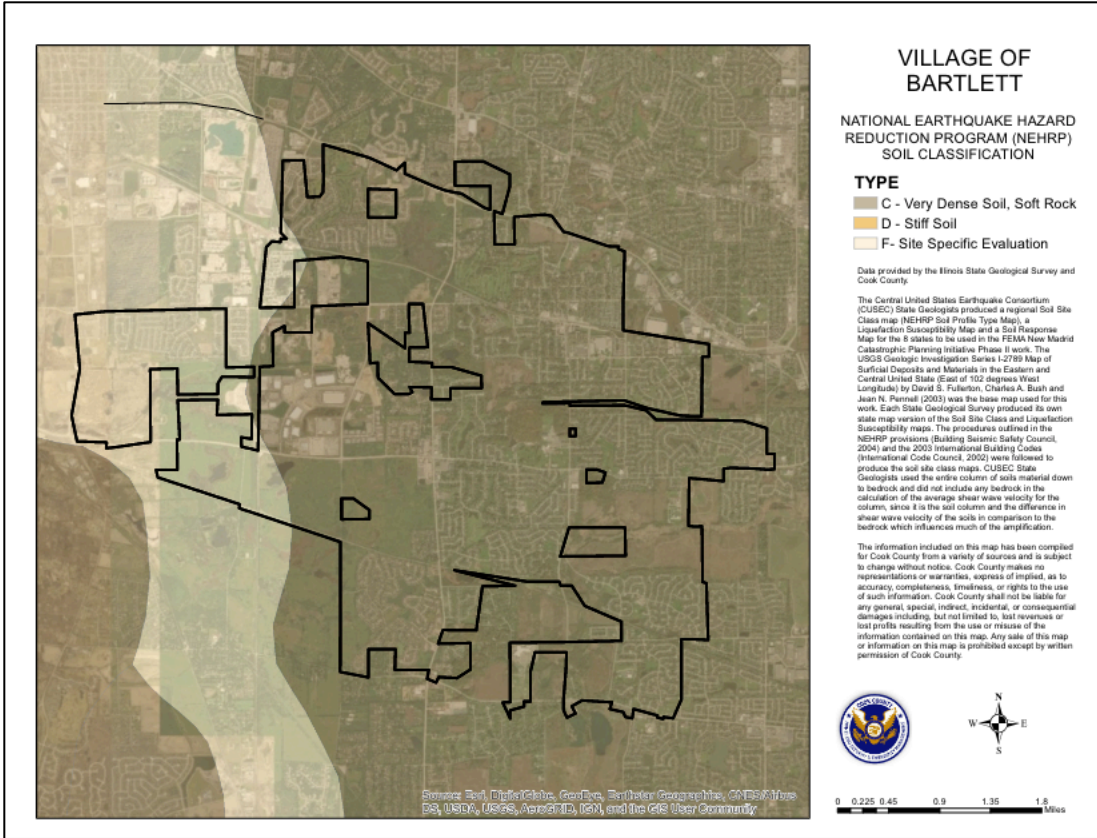 VILLAGE OF
BARTLETT
NATIONAL EARTHQUAKE HAZARD
REDUCTION PROGRAM (NEHRP)
SOIL CLASSIFICATION
TYPE
C - Very Dense Soil, Soft Rock
D - Stiff Soil
F- Site Specific Evaluation
Data provided by the Illinois State Geological Survey and
Cook County.
The Central United States Earthquake Consortium
(CUSEC) State Geologists produced a regional Soil Site
Class map (NEHRP Soil Profile Type Map), a
Liquefaction Susceptibility Map and a Soil Response
Map for the 8 states to be used in the FEMA New Madrid
Catastrophic Planning Initiative Phase II work. The
USGS Geologic Investigation Series I-2789 Map of
Surficial Deposits and Materials in the Eastern and
Central United State (East of 102 degrees West
Longitude) by David S. Fullerton, Charles A. Bush and
Jean N. Pennell (2003) was the base map used for this
work. Each State Geological Survey produced its own
state map version of the Soil Site Class and Liquefaction
Susceptibility maps. The procedures outlined in the
NEHRP provisions (Building Seismic Safety Council,
2004) and the 2003 International Building Codes
(International Code Council, 2002) were followed to
produce the soil site class maps. CUSEC State
Geologists used the entire column of soils material down
to bedrock and did not include any bedrock in the
calculation of the average shear wave velocity for the
column, since it is the soil column and the difference in
shear wave velocity of the soils in comparison to the
bedrock which influences much of the amplification.
The information included on this map has been compiled
for Cook County from a variety of sources and is subject
to change without notice. Cook County makes no
representations or warranties, express of implied, as to
accuracy, completeness, timeliness, or rights to the use
of such information. Cook County shall not be liable for
any general, special, indirect, incidental, or consequential
damages including, but not limited to, lost revenues or
lost profits resulting from the use or misuse of the
information contained on this map. Any sale of this map
or information on this map is prohibited except by written
permission of Cook County.
COOK COUNTY
N
W E
S
0 0.225 0.45 0.9 1.35 1.8
Miles
Source: Esri, DigitalGlobe, GeoEye, Earthstar Geographics, CNES/Airbus
DS, USDA, USGS, AeroGRID, IGN, and the GIS User Community